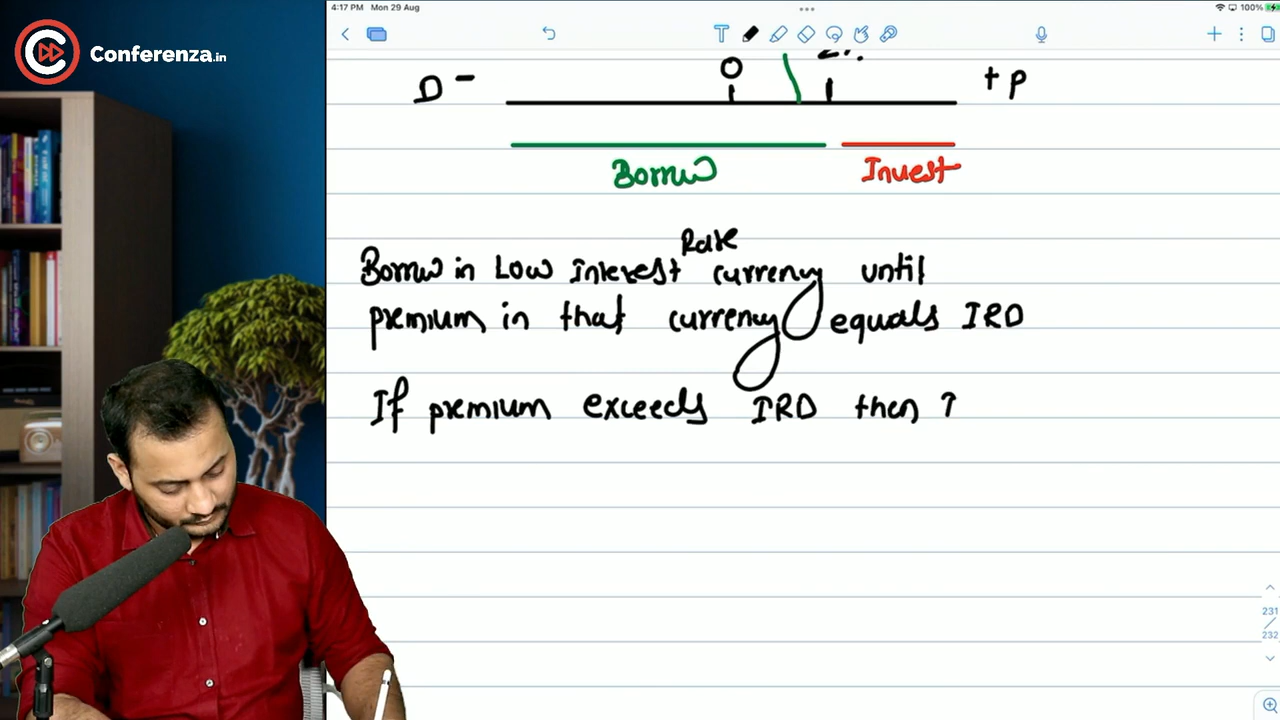 4:17 PM Mon 29 Aug
100%
Conferenza.in
O
D - + P
Borrow Invest
Rate
Borrow in Low Interest currency until
premium in that currency equals IRD
If premium exceeds IRD then
231
232